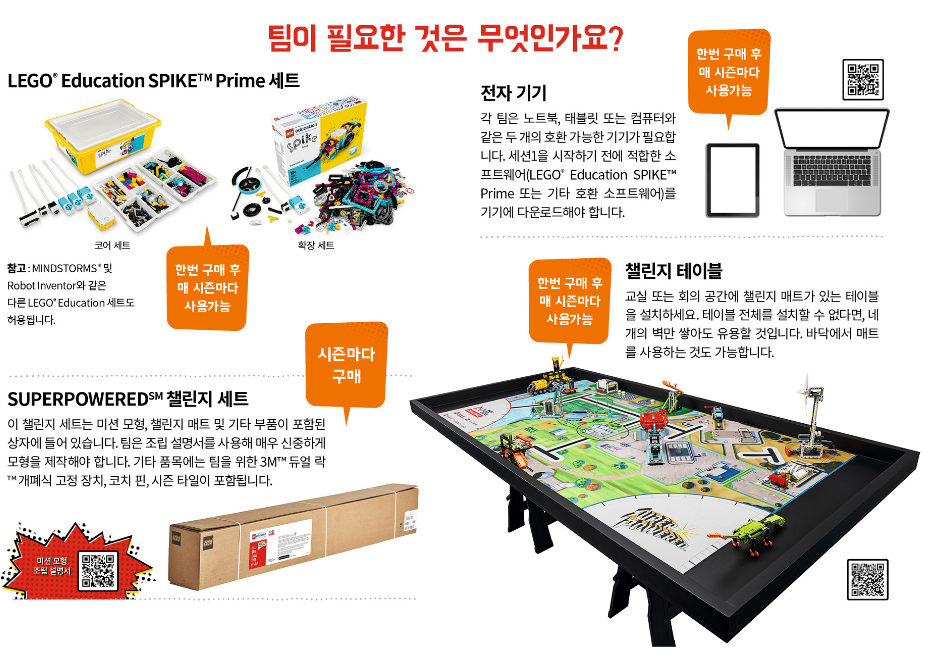 팀이 필요한 것은 무엇인가요?
LEGO® Education SPIKE™ Prime 세트
코어 세트
확장 세트
참고 : MINDSTORMS® 및
Robot Inventor와 같은
다른 LEGO® Education 세트도
허용됩니다.
한번 구매 후
매 시즌마다
사용가능
시즌마다
구매
SUPERPOWERED℠ 챌린지 세트
이 챌린지 세트는 미션 모형, 챌린지 매트 및 기타 부품이 포함된
상자에 들어 있습니다. 팀은 조립 설명서를 사용해 매우 신중하게
모형을 제작해야 합니다. 기타 품목에는 팀을 위한 3M™ 듀얼 락
™ 개폐식 고정 장치, 코치 핀, 시즌 타일이 포함됩니다.
미션 모형
조립 설명서
전자 기기
각 팀은 노트북, 태블릿 또는 컴퓨터와
같은 두 개의 호환 가능한 기기가 필요합
니다. 세션1을 시작하기 전에 적합한 소
프트웨어(LEGO® Education SPIKE™
Prime 또는 기타 호환 소프트웨어)를
기기에 다운로드해야 합니다.
한번 구매 후
매 시즌마다
사용가능
챌린지 테이블
교실 또는 회의 공간에 챌린지 매트가 있는 테이블
을 설치하세요. 테이블 전체를 설치할 수 없다면, 네
개의 벽만 쌓아도 유용할 것입니다. 바닥에서 매트
를 사용하는 것도 가능합니다.
한번 구매 후
매 시즌마다
사용가능